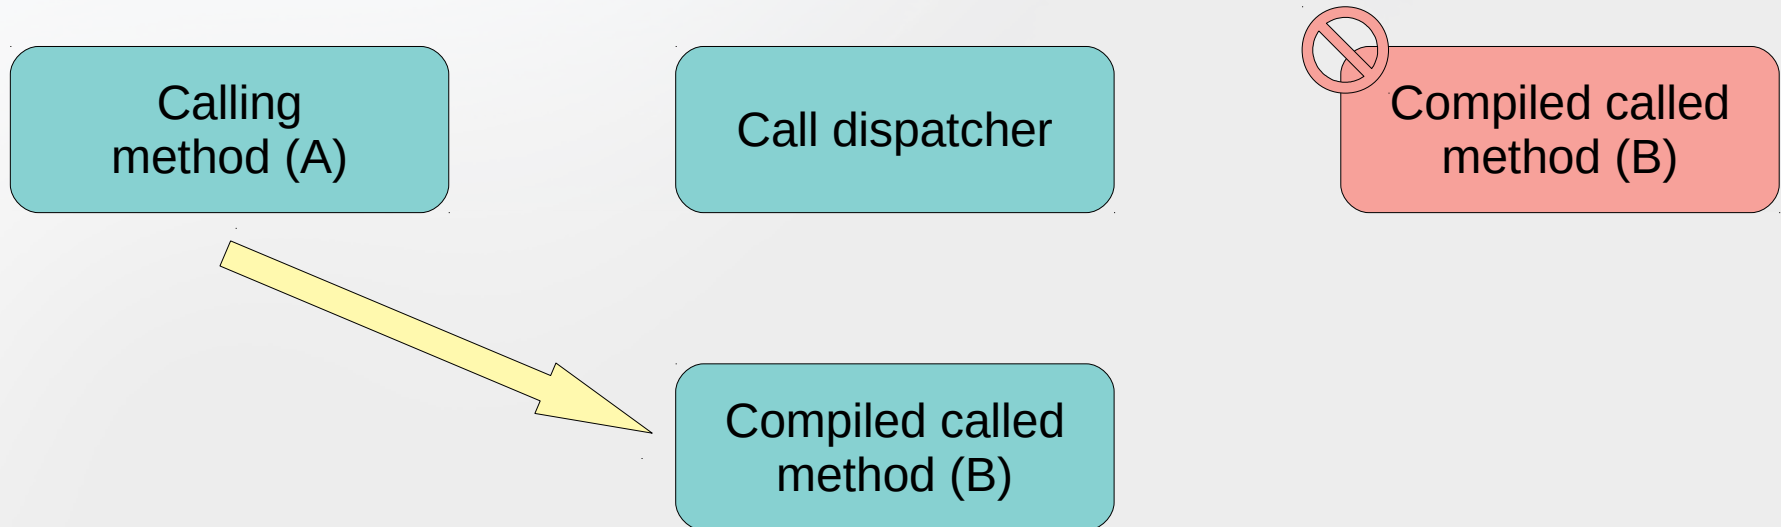 Calling
method (A)
Call dispatcher
Compiled called
method (B)
Compiled called
method (B)